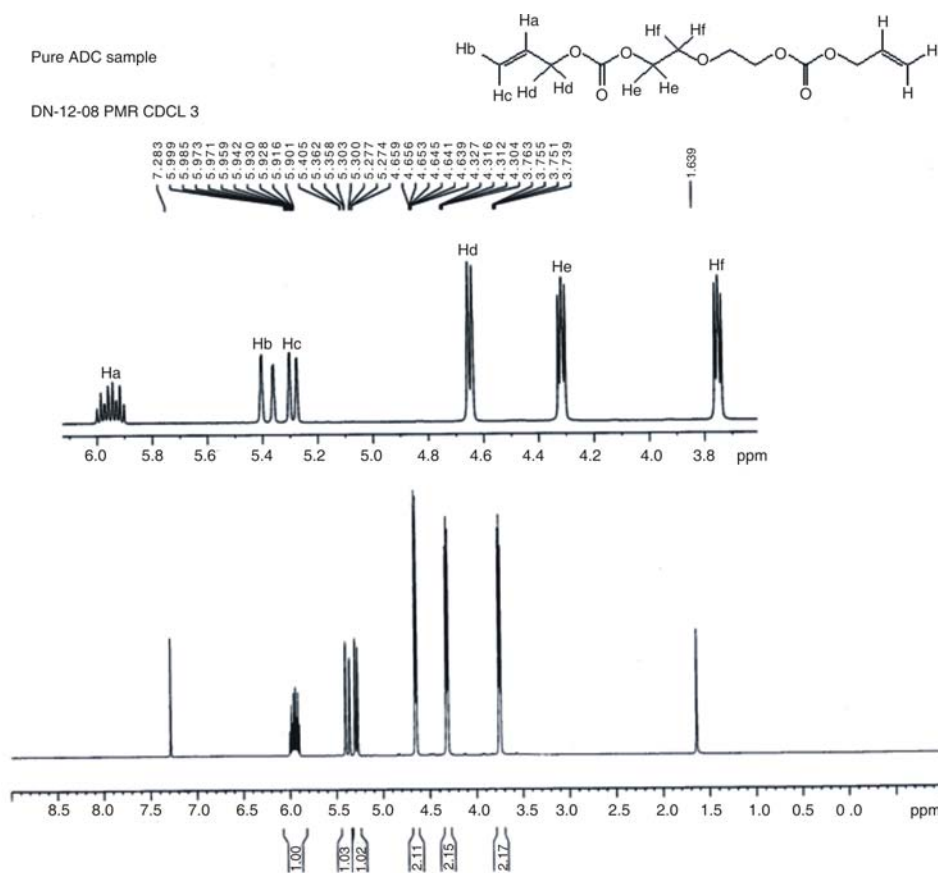 Pure ADC sample
DN-12-08 PMR CDCL 3
Ha
Hb
Hc
Hd
Hd
O
O
O
He
He
Hf
Hf
O
O
O
O
H
H
H
7.283
5.999
5.985
5.973
5.971
5.959
5.942
5.930
5.928
5.916
5.901
5.405
5.362
5.358
5.303
5.300
5.277
5.274
4.659
4.656
4.653
4.645
4.641
4.639
4.327
4.316
4.312
4.304
3.763
3.755
3.751
3.739
1.639
Ha
Hb
Hc
Hd
He
Hf
6.0 5.8 5.6 5.4 5.2 5.0 4.8 4.6 4.4 4.2 4.0 3.8 ppm
8.5 8.0 7.5 7.0 6.5 6.0 5.5 5.0 4.5 4.0 3.5 3.0 2.5 2.0 1.5 1.0 0.5 0.0 ppm
1.00
1.03
1.02
2.11
2.15
2.17